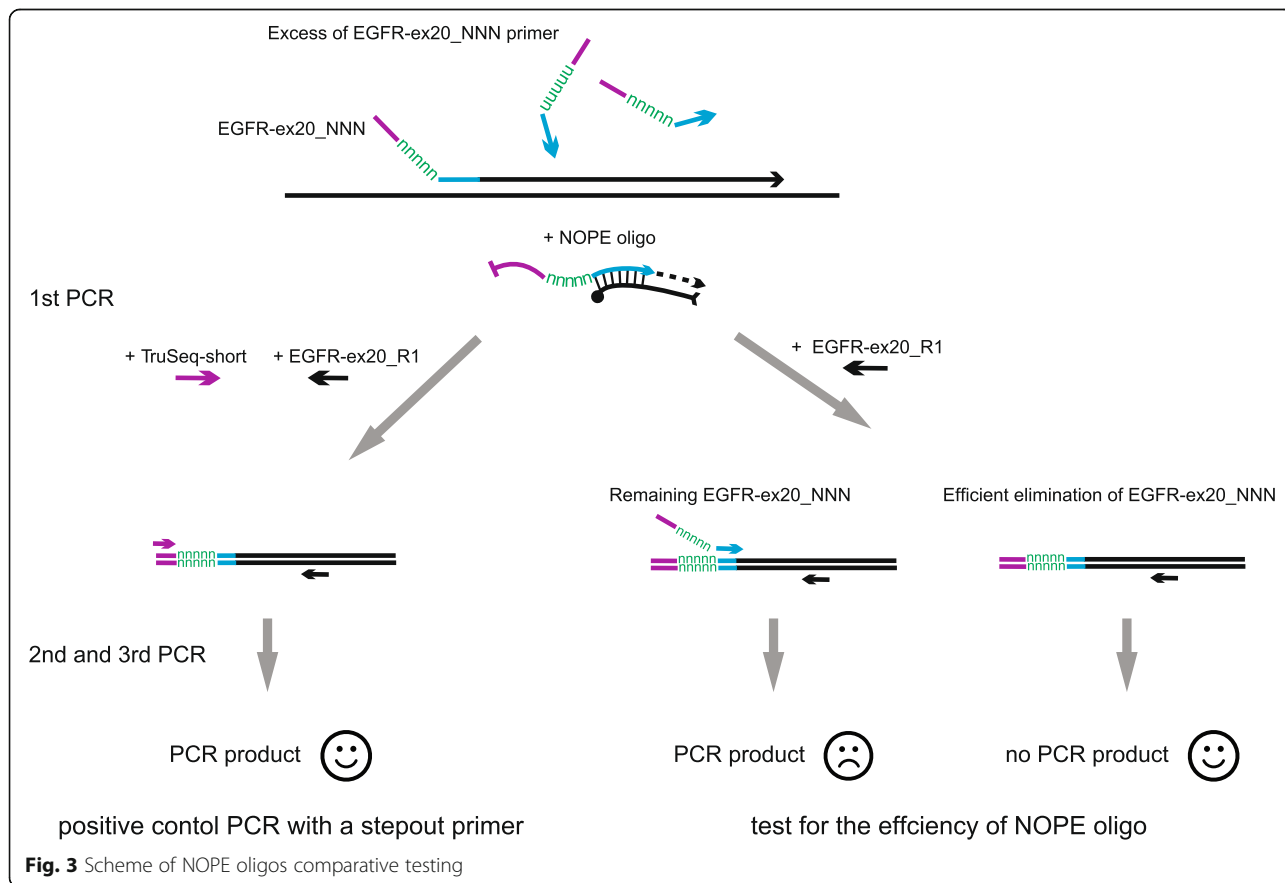 Excess of EGFR-ex20_NNN primer
nnnnn
nnnnn
EGFR-ex20_NNN
nnnnn
+ NOPE oligo
nnnnn
1st PCR
+ TruSeq-short + EGFR-ex20_R1
+ EGFR-ex20_R1
Remaining EGFR-ex20_NNN Efficient elimination of EGFR-ex20_NNN
nnnnn
nnnnn nnnnn nnnnn
nnnnn nnnnn nnnnn
2nd and 3rd PCR
PCR product PCR product no PCR product
positive contol PCR with a stepout primer test for the effciency of NOPE oligo
Fig. 3 Scheme of NOPE oligos comparative testing